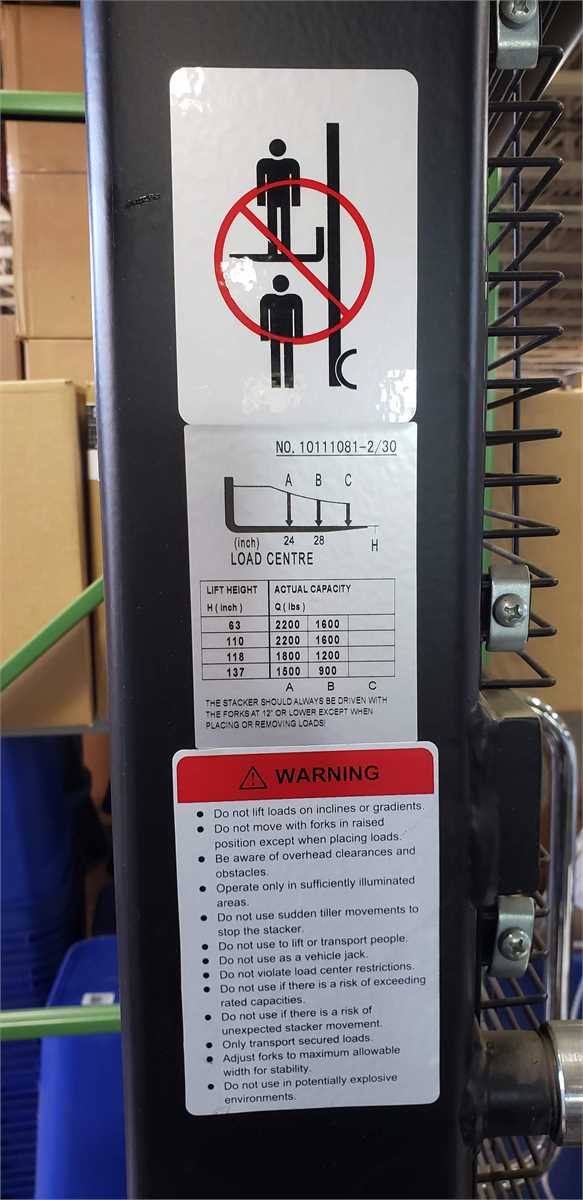 NO. 10111081-2/30
A B C
(inch) 24 28 H
LOAD CENTRE
LIFT HEIGHT ACTUAL CAPACITY
H ( inch) Q ( lbs)
63 2200 1600
110 2200 1600
118 1800 1200
137 1500 900
A B C
THE STACKER SHOULD ALWAYS BE DRIVEN WITH
THE FORKS AT 12" OR LOWER EXCEPT WHEN
PLACING OR REMOVING LOADS!
WARNING
• Do not lift loads on inclines or gradients.
• Do not move with forks in raised
position except when placing loads.
• Be aware of overhead clearances and
obstacles.
• Operate only in sufficiently illuminated
areas.
• Do not use sudden tiller movements to
stop the stacker.
• Do not use to lift or transport people.
• Do not use as a vehicle jack.
• Do not violate load center restrictions.
• Do not use if there is a risk of exceeding
rated capacities.
• Do not use if there is a risk of
unexpected stacker movement.
• Only transport secured loads.
• Adjust forks to maximum allowable
width for stability.
• Do not use in potentially explosive
environments.